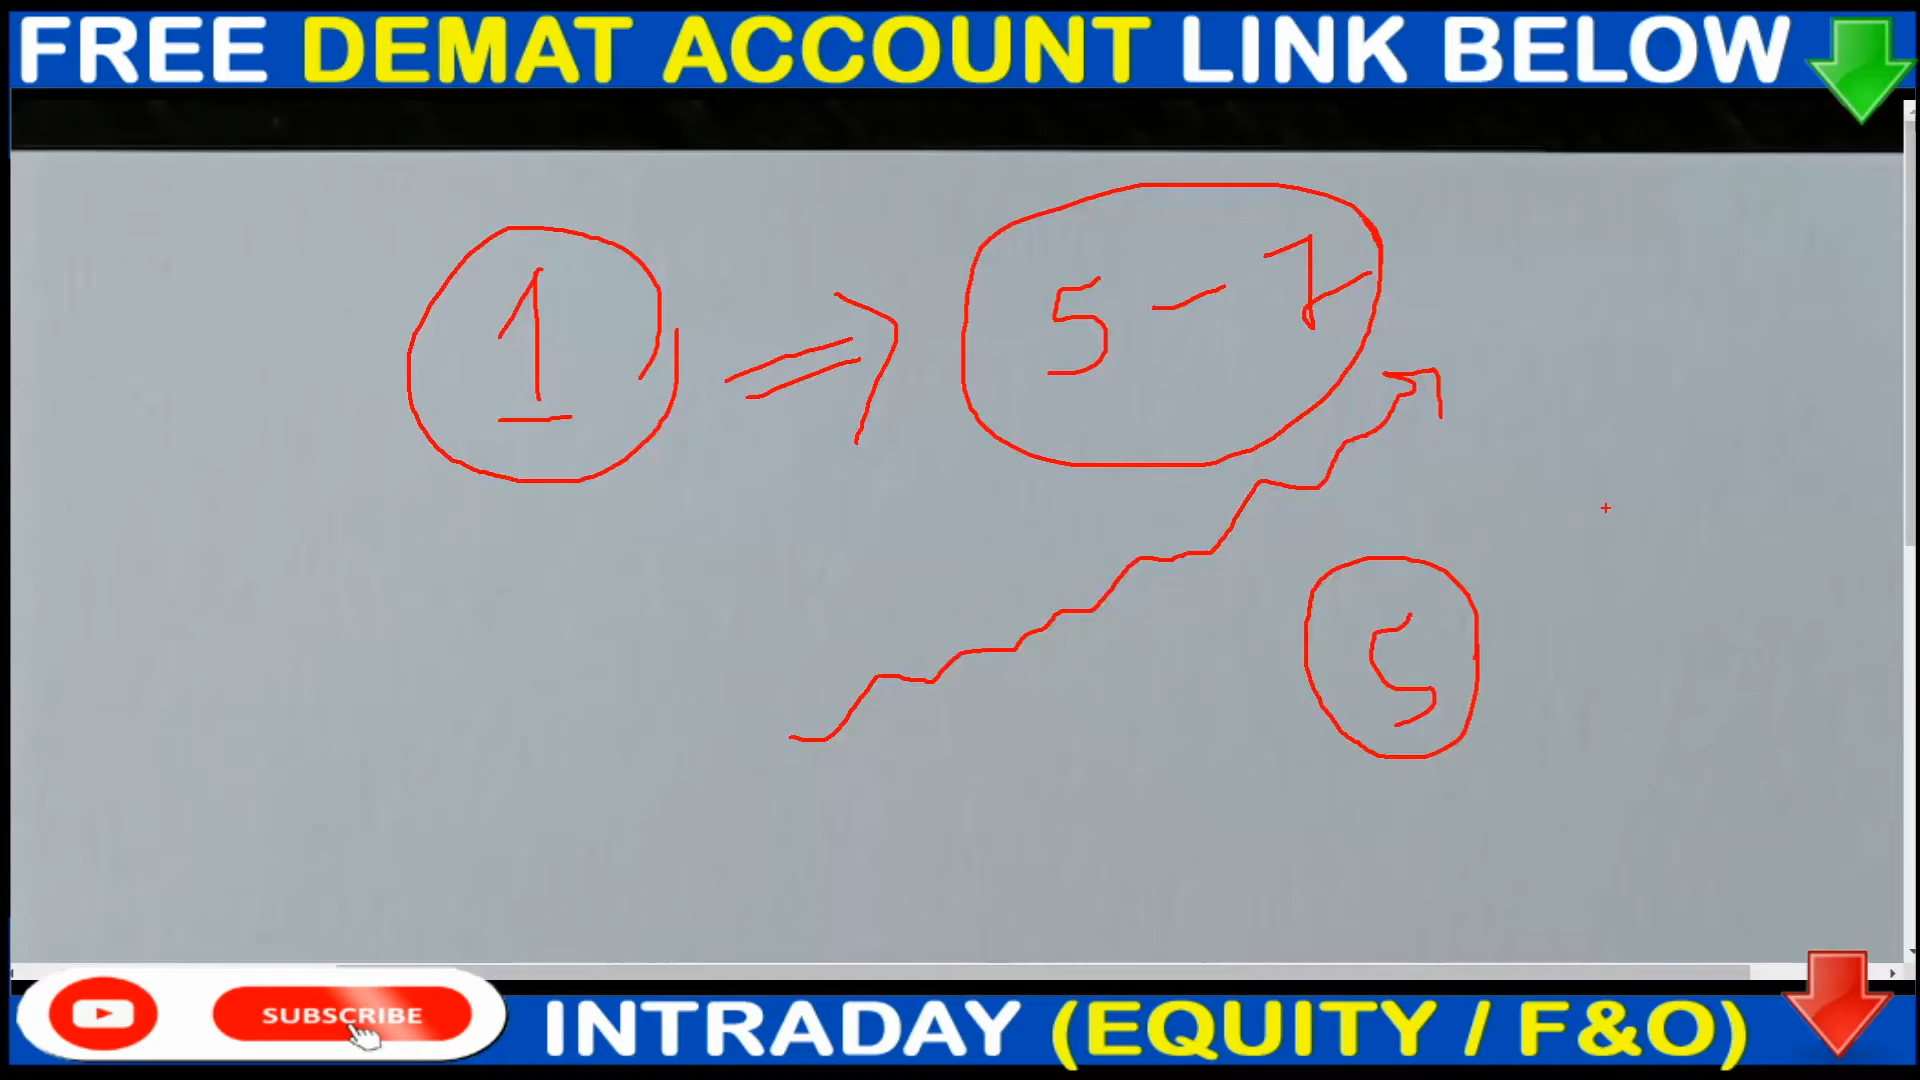 FREE DEMAT ACCOUNT LINK BELOW
1 ⇒ 5 - 7
5
SUBSCRIBE
INTRADAY (EQUITY / F&O)